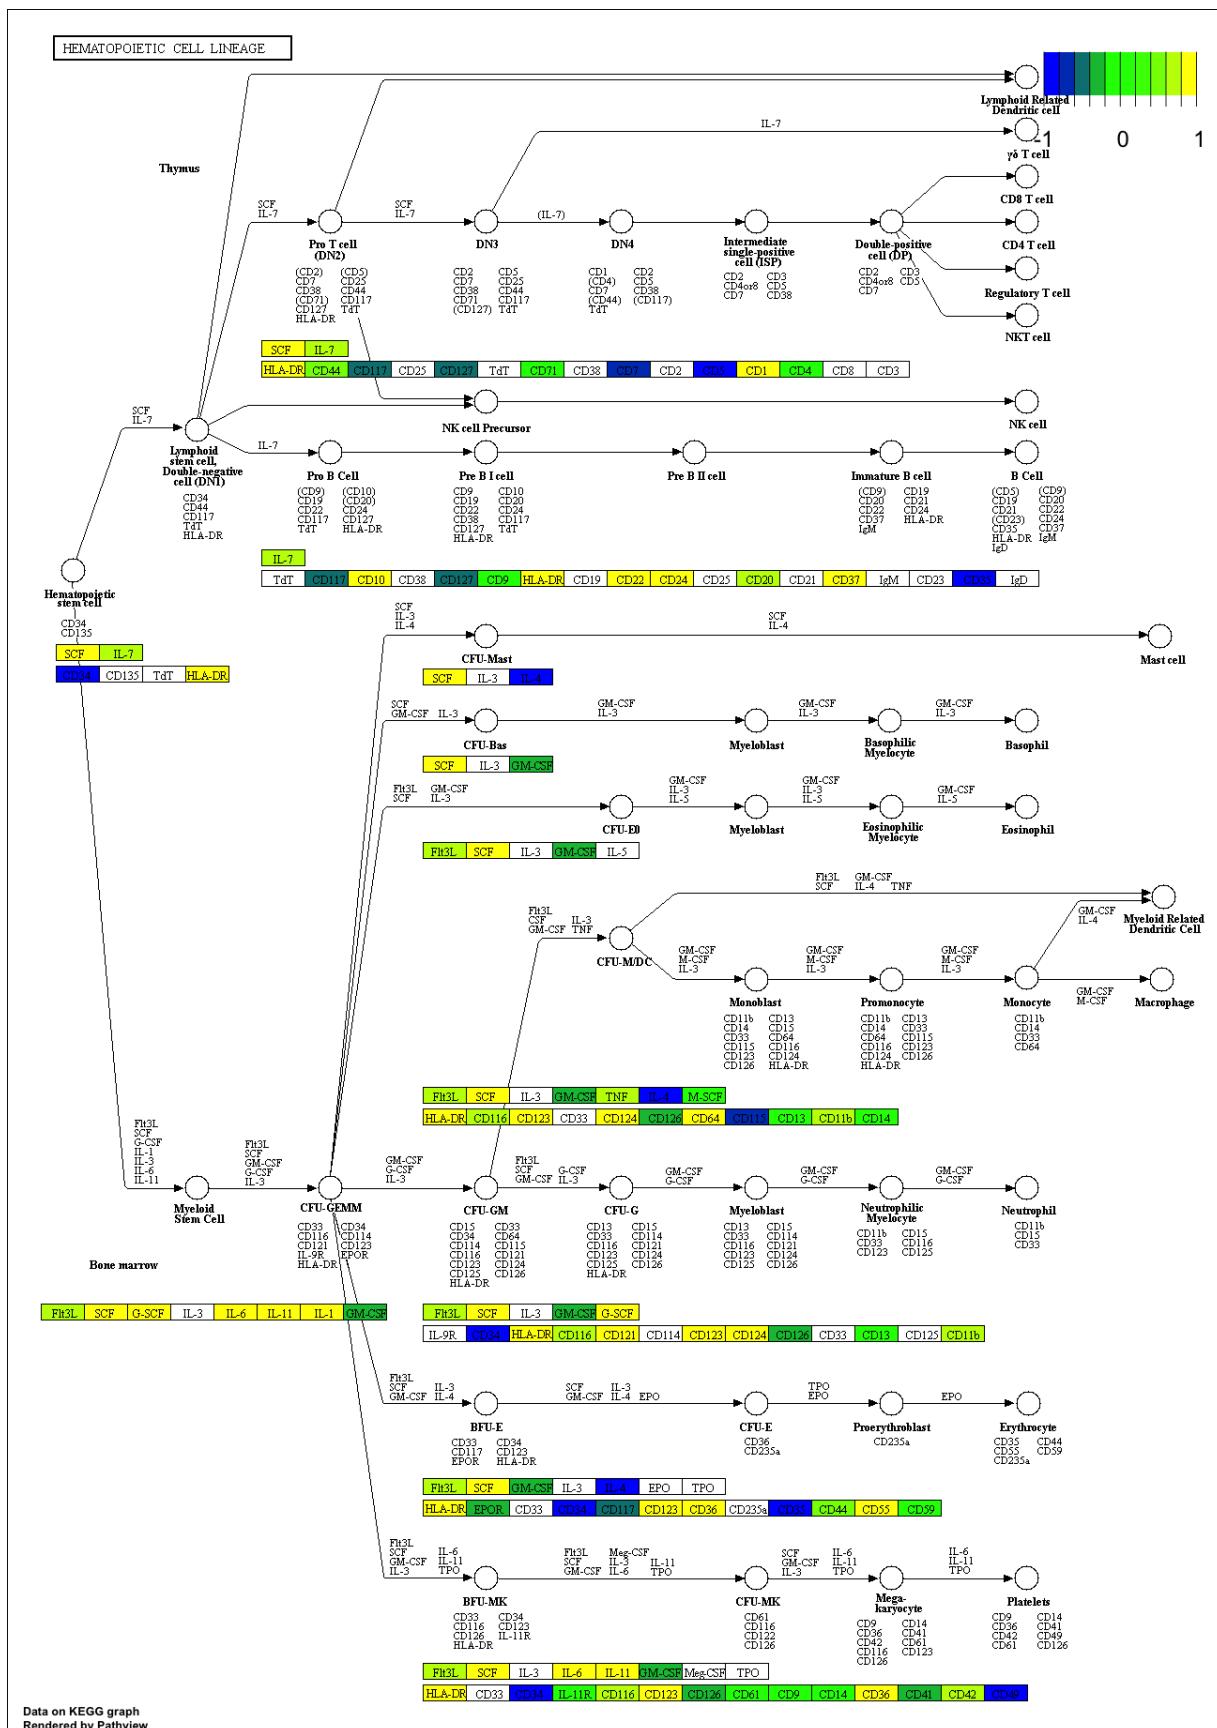 HEMATOPOIETIC CELL LINEAGE
-1 0 1
Lymphoid Related
Dendritic cell
IL-7
γδ T cell
Thymus
CD8 T cell
SCF
IL-7
SCF
IL-7
(IL-7)
Pro T cell
(DN2)
DN3
DN4
Intermediate
single-positive
cell (ISP)
Double-positive
cell (DP)
CD4 T cell
Regulatory T cell
NKT cell
(CD2) (CD5)
CD7 CD25
CD38 CD44
(CD71) CD117
CD127 TdT
HLA-DR
CD2 CD5
CD7 CD25
CD38 CD44
CD71 CD117
(CD127) TdT
CD1 CD2
(CD4) CD5
CD7 CD38
(CD44) (CD117)
TdT
CD2 CD3
CD4or8 CD5
CD7 CD38
CD2 CD3
CD4or8 CD5
CD7
SCF IL-7
HLA-DR CD44 CD117 CD25 CD127 TdT CD71 CD38 CD7 CD2 CD5 CD1 CD4 CD8 CD3
SCF
IL-7
NK cell Precursor
NK cell
IL-7
Lymphoid
stem cell,
Double-negative
cell (DN1)
CD34
CD44
CD117
TdT
HLA-DR
Pro B Cell
Pre B I cell
Pre B II cell
Immature B cell
B Cell
(CD9) (CD10)
CD19 (CD20)
CD22 CD24
CD117 CD127
TdT HLA-DR
CD9 CD10
CD19 CD20
CD22 CD24
CD38 CD117
CD127 TdT
HLA-DR
(CD9) CD19
CD20 CD21
CD22 CD24
CD37 HLA-DR
IgM
(CD5) (CD9)
CD19 CD20
CD21 CD22
(CD23) CD24
CD35 CD37
HLA-DR IgM
IgD
IL-7
TdT CD117 CD10 CD38 CD127 CD9 HLA-DR CD19 CD22 CD24 CD25 CD20 CD21 CD37 IgM CD23 CD35 IgD
Hematopoietic
stem cell
CD34
CD135
SCF IL-7
CD34 CD135 TdT HLA-DR
SCF
IL-3
IL-4
SCF
IL-4
CFU-Mast
Mast cell
SCF IL-3 IL-4
SCF
GM-CSF IL-3
GM-CSF
IL-3
GM-CSF
IL-3
GM-CSF
IL-3
CFU-Bas
Myeloblast
Basophilic
Myelocyte
Basophil
SCF IL-3 GM-CSF
Flt3L GM-CSF
SCF IL-3
GM-CSF
IL-3
IL-5
GM-CSF
IL-3
IL-5
GM-CSF
IL-5
CFU-E0
Myeloblast
Eosinophilic
Myelocyte
Eosinophil
Flt3L SCF IL-3 GM-CSF IL-5
Flt3L GM-CSF
SCF IL-4 TNF
Flt3L
CSF IL-3
GM-CSF TNF
GM-CSF
IL-4
Myeloid Related
Dendritic Cell
CFU-M/DC
GM-CSF
M-CSF
IL-3
GM-CSF
M-CSF
IL-3
GM-CSF
M-CSF
IL-3
GM-CSF
M-CSF
Monoblast
Promonocyte
Monocyte
Macrophage
CD11b CD13
CD14 CD15
CD33 CD64
CD115 CD116
CD123 CD124
CD126 HLA-DR
CD11b CD13
CD14 CD33
CD64 CD115
CD116 CD123
CD124 CD126
HLA-DR
CD11b
CD14
CD33
CD64
Flt3L SCF IL-3 GM-CSF TNF IL-4 M-SCF
HLA-DR CD116 CD123 CD33 CD124 CD126 CD64 CD115 CD13 CD11b CD14
Flt3L
SCF
G-CSF
IL-1
IL-3
IL-6
IL-11
Flt3L
SCF
GM-CSF
G-CSF
IL-3
GM-CSF
G-CSF
IL-3
Flt3L
SCF G-CSF
GM-CSF IL-3
GM-CSF
G-CSF
GM-CSF
G-CSF
GM-CSF
G-CSF
Myeloid
Stem Cell
CFU-GEMM
CFU-GM
CFU-G
Myeloblast
Neutrophilic
Myelocyte
Neutrophil
CD33 CD34
CD116 CD114
CD121 CD123
IL-9R EPOR
HLA-DR
CD15 CD33
CD34 CD64
CD114 CD115
CD116 CD121
CD123 CD124
CD125 CD126
HLA-DR
CD13 CD15
CD33 CD114
CD116 CD121
CD123 CD124
CD125 CD126
HLA-DR
CD13 CD15
CD33 CD114
CD116 CD121
CD123 CD124
CD125 CD126
CD11b CD15
CD33 CD116
CD123 CD125
CD11b
CD15
CD33
Bone marrow
Flt3L SCF G-SCF IL-3 IL-6 IL-11 IL-1 GM-CSF
Flt3L SCF IL-3 GM-CSF G-SCF
IL-9R CD34 HLA-DR CD116 CD121 CD114 CD123 CD124 CD126 CD33 CD13 CD125 CD11b
Flt3L
SCF IL-3
GM-CSF IL-4
SCF IL-3
GM-CSF IL-4 EPO
TPO
EPO
EPO
BFU-E
CFU-E
Proerythroblast
Erythrocyte
CD33 CD34
CD117 CD123
EPOR HLA-DR
CD36
CD235a
CD235a
CD35 CD44
CD55 CD59
CD235a
Flt3L SCF GM-CSF IL-3 IL-4 EPO TPO
HLA-DR EPOR CD33 CD34 CD117 CD123 CD36 CD235a CD35 CD44 CD55 CD59
Flt3L
SCF IL-6
GM-CSF IL-11
IL-3 TPO
Flt3L Meg-CSF
SCF IL-3 IL-11
GM-CSF IL-6 TPO
SCF IL-6
GM-CSF IL-11
IL-3 TPO
IL-6
IL-11
TPO
BFU-MK
CFU-MK
Mega-
karyocyte
Platelets
CD33 CD34
CD116 CD123
CD126 IL-11R
HLA-DR
CD61
CD116
CD122
CD126
CD9 CD14
CD36 CD41
CD42 CD61
CD116 CD123
CD126
CD9 CD14
CD36 CD41
CD42 CD49
CD61 CD126
Flt3L SCF IL-3 IL-6 IL-11 GM-CSF Meg-CSF TPO
HLA-DR CD33 CD34 IL-11R CD116 CD123 CD126 CD61 CD9 CD14 CD36 CD41 CD42 CD49
Data on KEGG graph
Rendered by Pathview